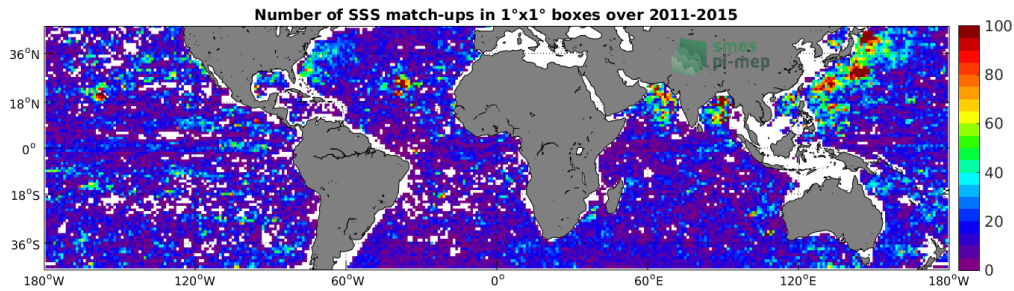 Number of SSS match-ups in 1°x1° boxes over 2011-2015
smos
pi-mep
36°N
18°N
0°
18°S
36°S
180°W 120°W 60°W 0° 60°E 120°E 180°W
100
80
60
40
20
0